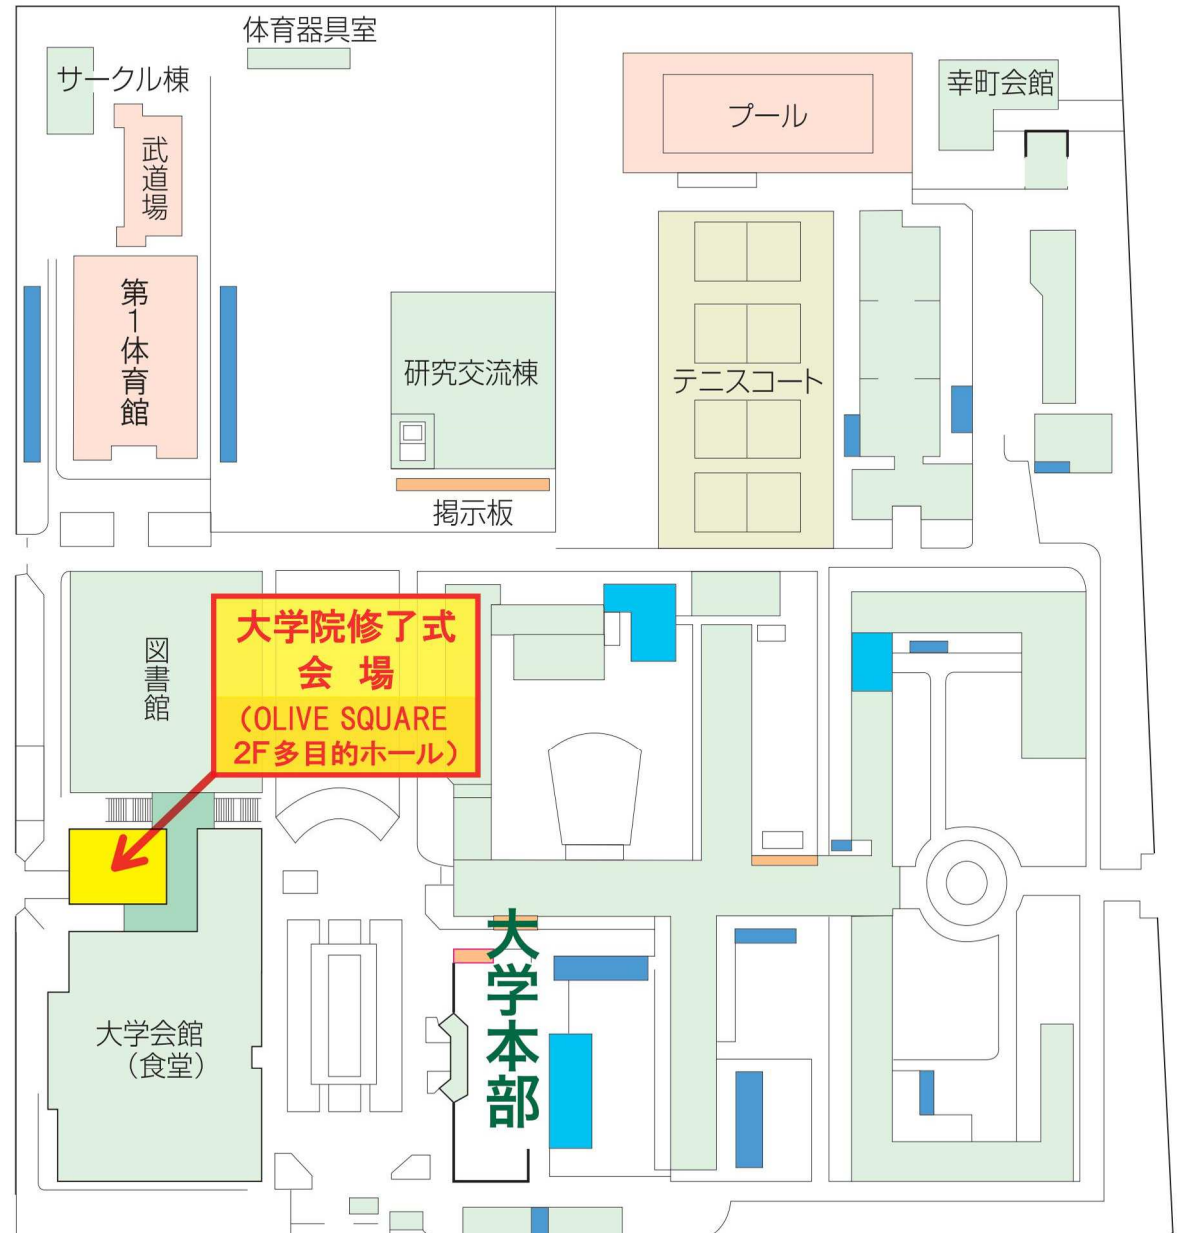 体育器具室
サークル棟
武道場
プール
幸町会館
第1体育館
研究交流棟
テニスコート
掲示板
図書館
大学院修了式
会 場
(OLIVE SQUARE
2F多目的ホール)
大学本部
大学会館
(食堂)